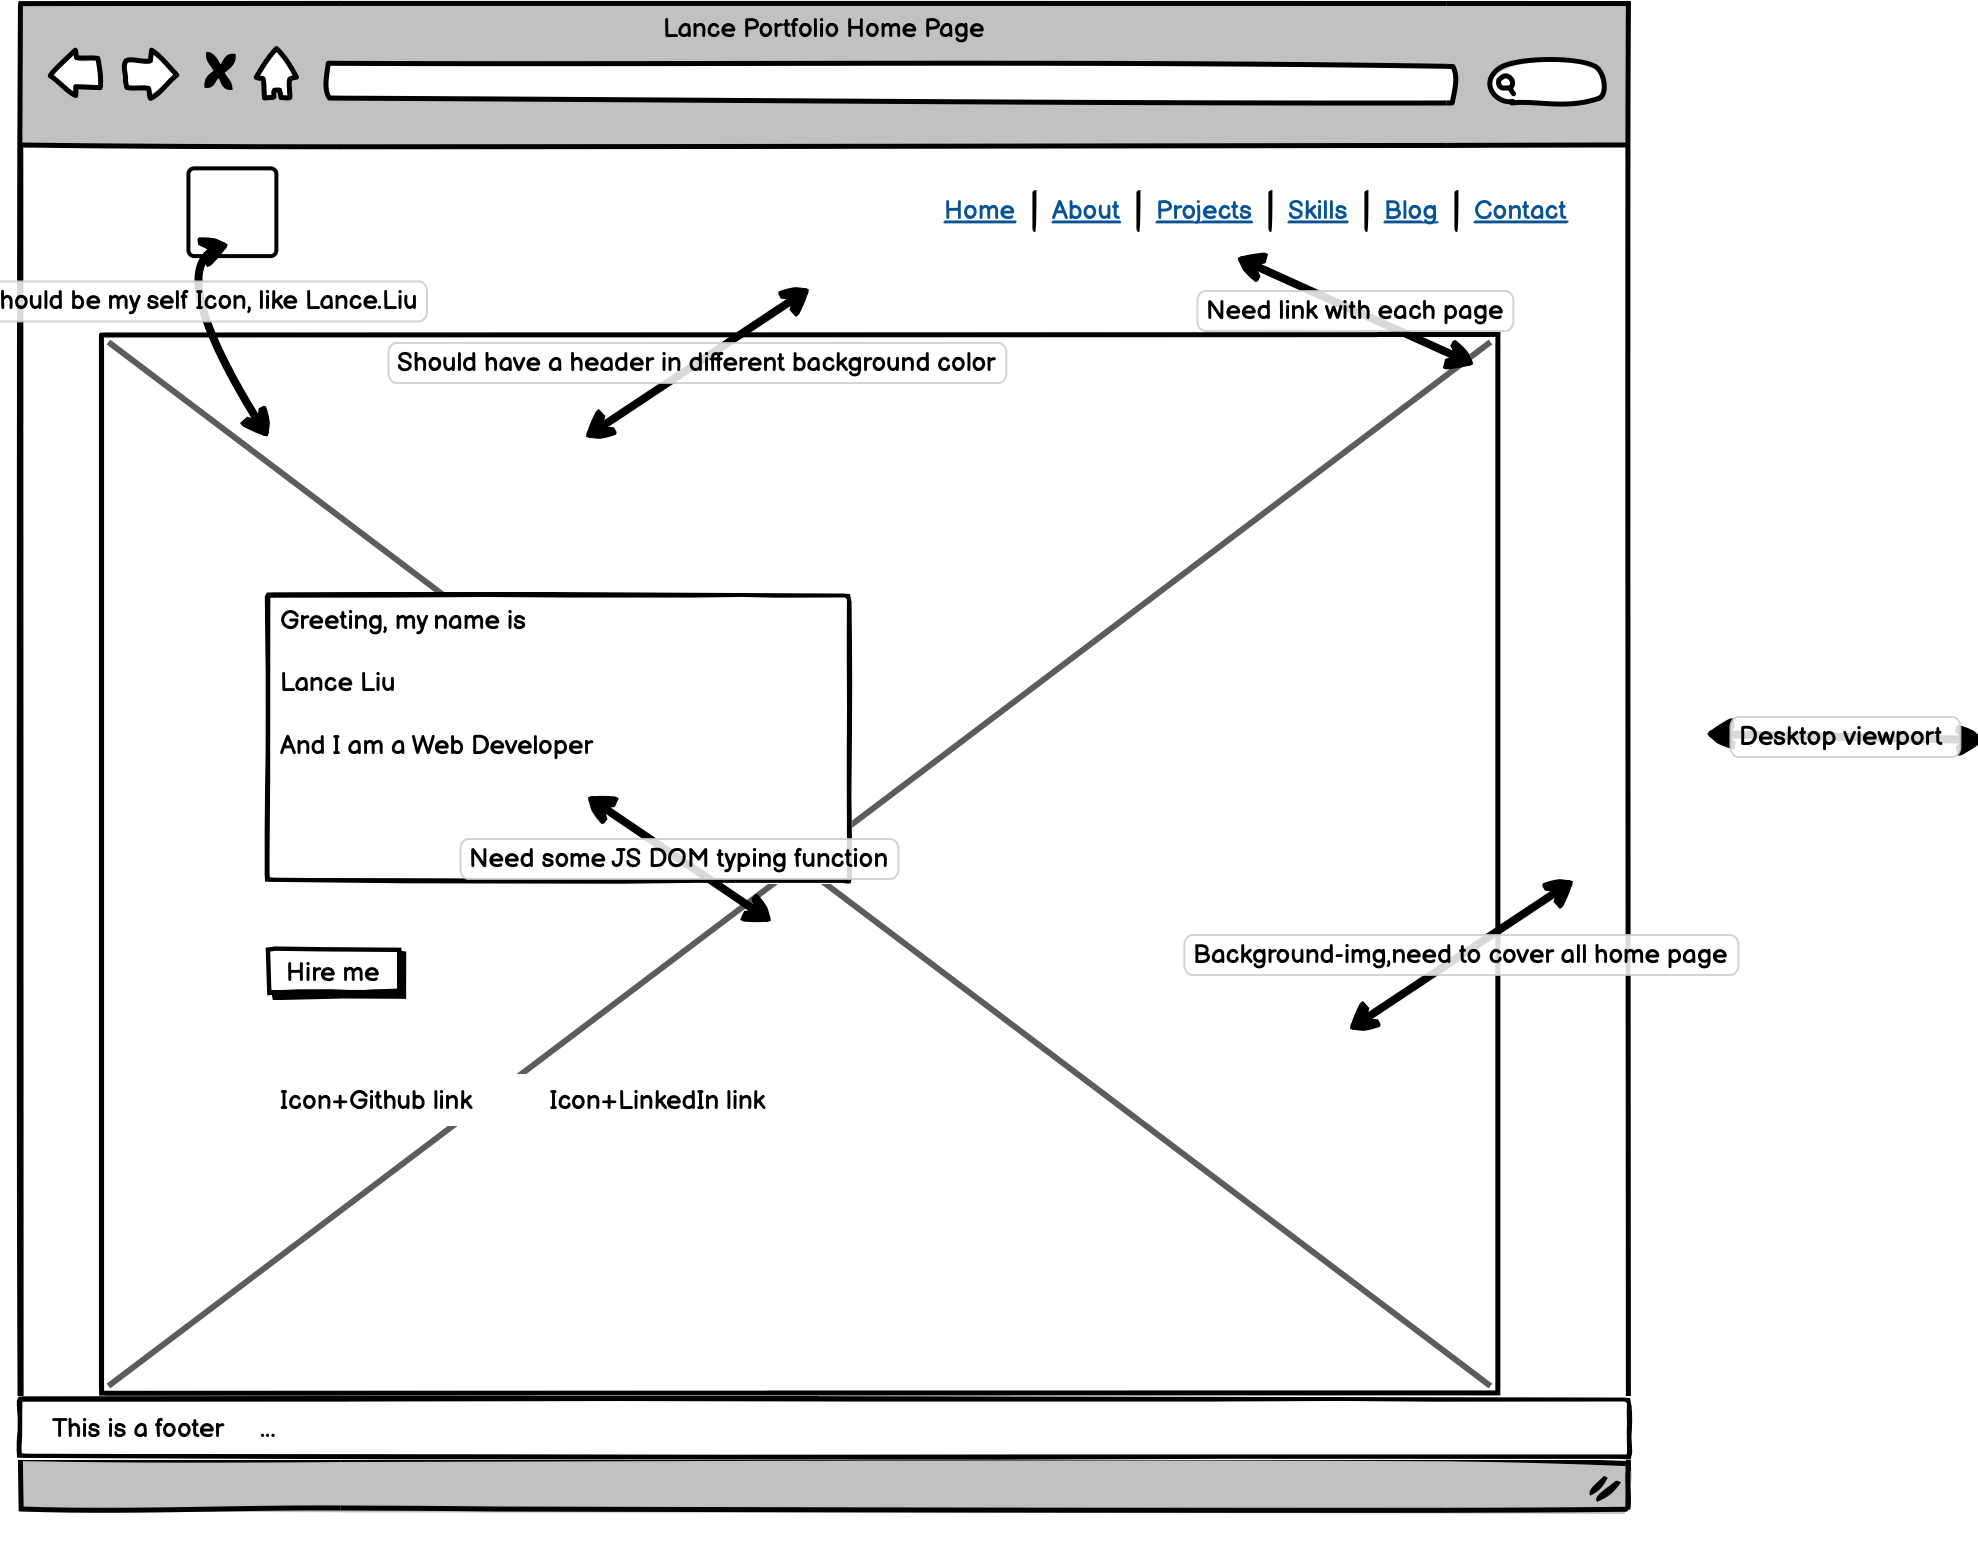 Lance Portfolio Home Page
Home About Projects Skills Blog Contact
hould be my self Icon, like Lance.Liu
Need link with each page
Should have a header in different background color
Greeting, my name is
Lance Liu
And I am a Web Developer
Desktop viewport
Need some JS DOM typing function
Background-img,need to cover all home page
Hire me
Icon+Github link Icon+LinkedIn link
This is a footer ...